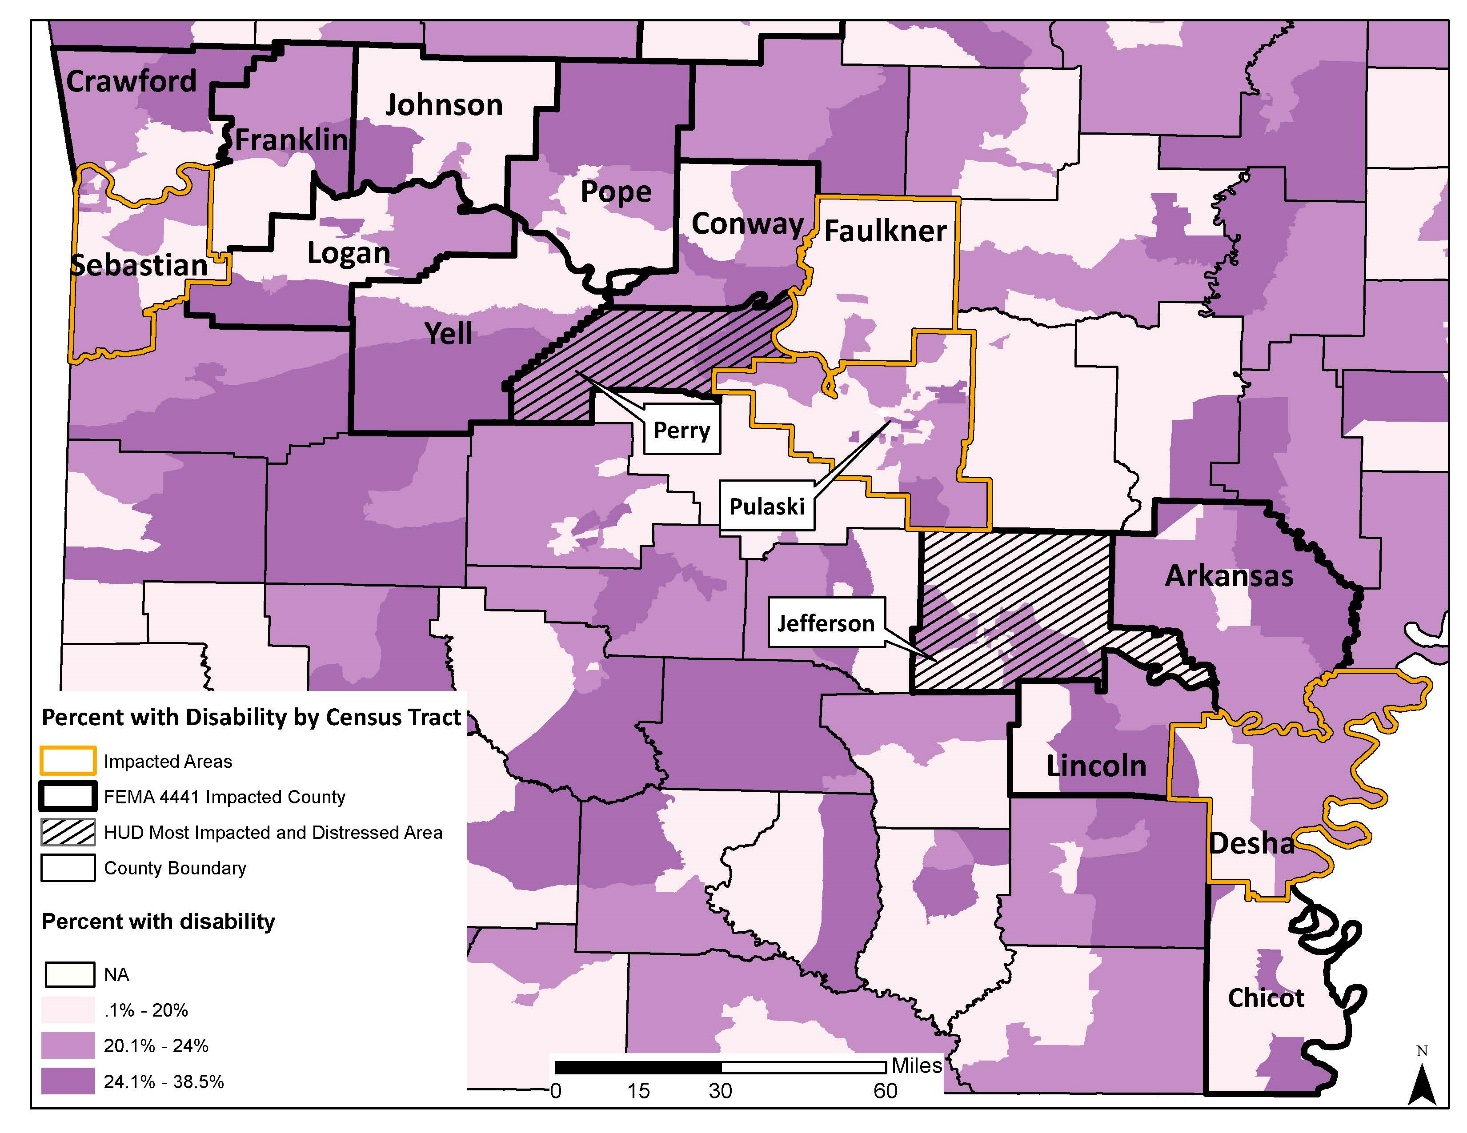 Crawford
Johnson
Franklin
Pope
Conway
Faulkner
Logan
Sebastian
Yell
Perry
Pulaski
Arkansas
Jefferson
Lincoln
Desha
Chicot
Percent with Disability by Census Tract
Impacted Areas
FEMA 4441 Impacted County
HUD Most Impacted and Distressed Area
County Boundary
Percent with disability
NA
.1% - 20%
20.1% - 24%
24.1% - 38.5%
Miles
0 15 30 60
N